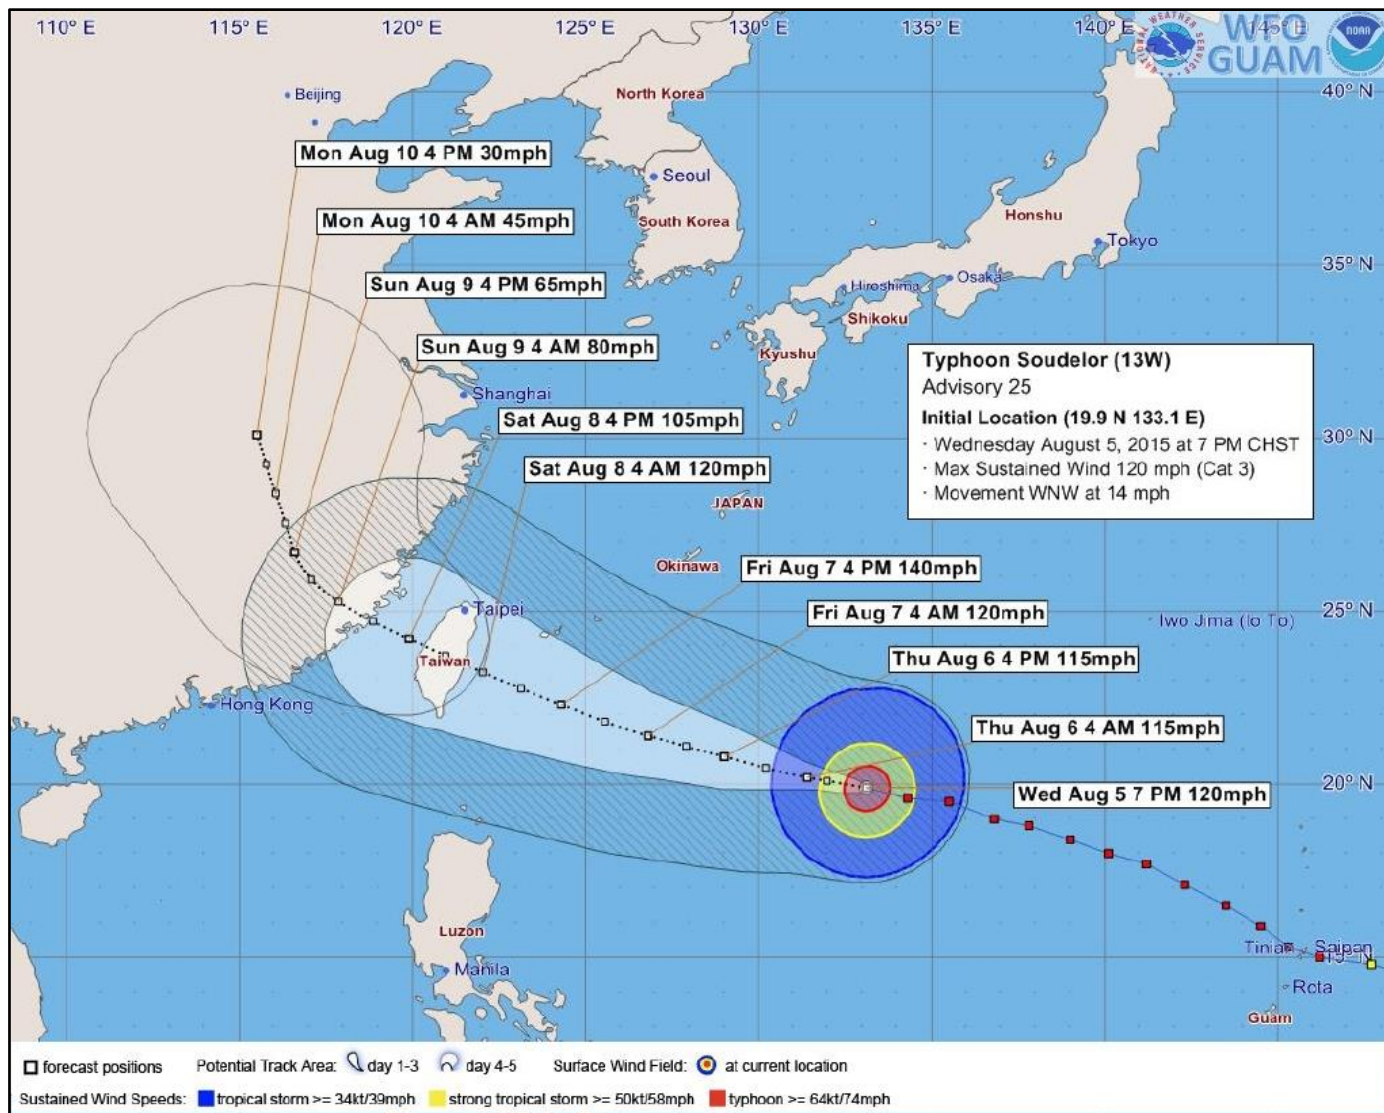 110° E 115° E 120° E 125° E 130° E 135° E 140° E 145° E
NATIONAL WEATHER SERVICE
WFO
GUAM
NOAA
40° N
Beijing
North Korea
Mon Aug 10 4 PM 30mph
Seoul
Mon Aug 10 4 AM 45mph
South Korea
Honshu
Tokyo
35° N
Sun Aug 9 4 PM 65mph
Hiroshima
Osaka
Shikoku
Sun Aug 9 4 AM 80mph
Kyushu
Typhoon Soudelor (13W)
Advisory 25
Initial Location (19.9 N 133.1 E)
· Wednesday August 5, 2015 at 7 PM CHST
· Max Sustained Wind 120 mph (Cat 3)
· Movement WNW at 14 mph
Shanghai
Sat Aug 8 4 PM 105mph
30° N
Sat Aug 8 4 AM 120mph
JAPAN
Okinawa
Fri Aug 7 4 PM 140mph
Taipei
Fri Aug 7 4 AM 120mph
25° N
Iwo Jima (Io To)
Taiwan
Thu Aug 6 4 PM 115mph
Hong Kong
Thu Aug 6 4 AM 115mph
20° N
Wed Aug 5 7 PM 120mph
Luzon
Tinian
Saipan
15° N
Manila
Rota
Guam
forecast positions Potential Track Area: day 1-3 day 4-5 Surface Wind Field: at current location
Sustained Wind Speeds: tropical storm >= 34kt/39mph strong tropical storm >= 50kt/58mph typhoon >= 64kt/74mph